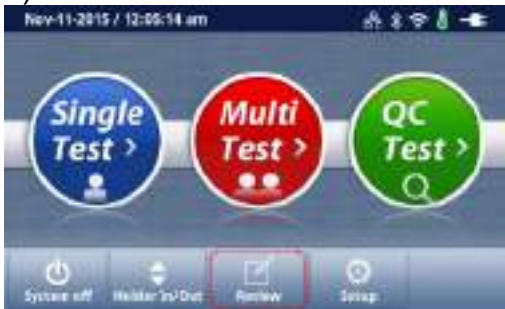 Nov-11-2015 / 12:05:14 am
Single Test >
Multi Test >
QC Test >
System off
Holder In/Out
Review
Setup